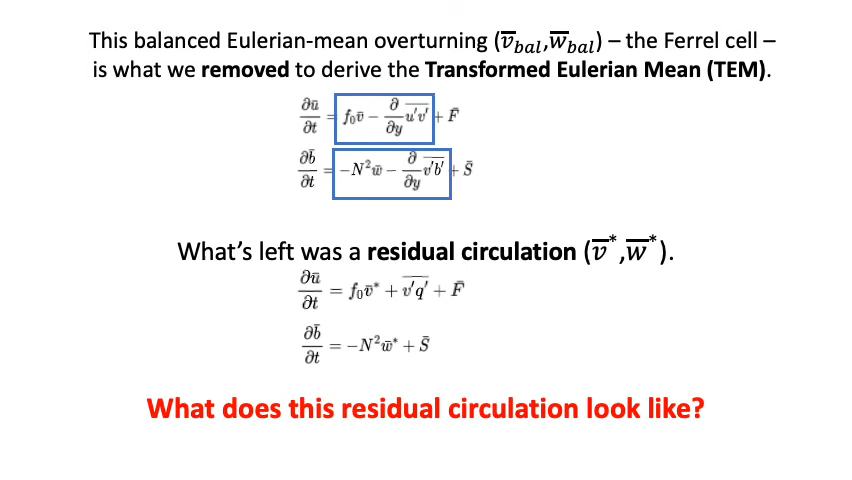 This balanced Eulerian-mean overturning (v̅_bal,w̅_bal) – the Ferrel cell –
is what we removed to derive the Transformed Eulerian Mean (TEM).
∂ū/∂t = f₀v̄ − ∂/∂y \overline{u′v′} + F̄
∂b̄/∂t = −N²w̄ − ∂/∂y \overline{v′b′} + S̄
What's left was a residual circulation (v̅*,w̅*).
∂ū/∂t = f₀v̄* + \overline{v′q′} + F̄
∂b̄/∂t = −N²w̄* + S̄
What does this residual circulation look like?